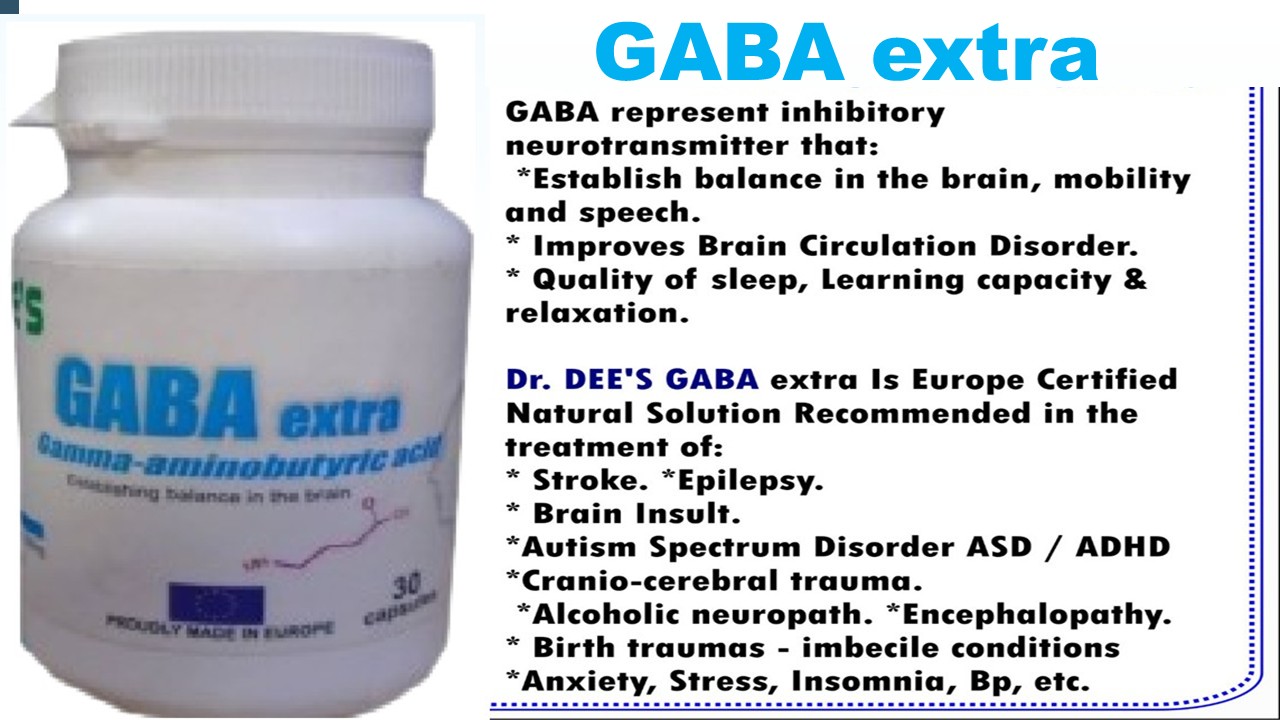 GABA extra
GABA represent inhibitory
neurotransmitter that:
*Establish balance in the brain, mobility
and speech.
* Improves Brain Circulation Disorder.
* Quality of sleep, Learning capacity &
relaxation.
Dr. DEE'S GABA extra Is Europe Certified
Natural Solution Recommended in the
treatment of:
* Stroke. *Epilepsy.
* Brain Insult.
*Autism Spectrum Disorder ASD / ADHD
*Cranio-cerebral trauma.
*Alcoholic neuropath. *Encephalopathy.
* Birth traumas - imbecile conditions
*Anxiety, Stress, Insomnia, Bp, etc.
E'S
GABA extra
Gamma-aminobutyric acid
Establishing balance in the brain
30
capsules
PROUDLY MADE IN EUROPE